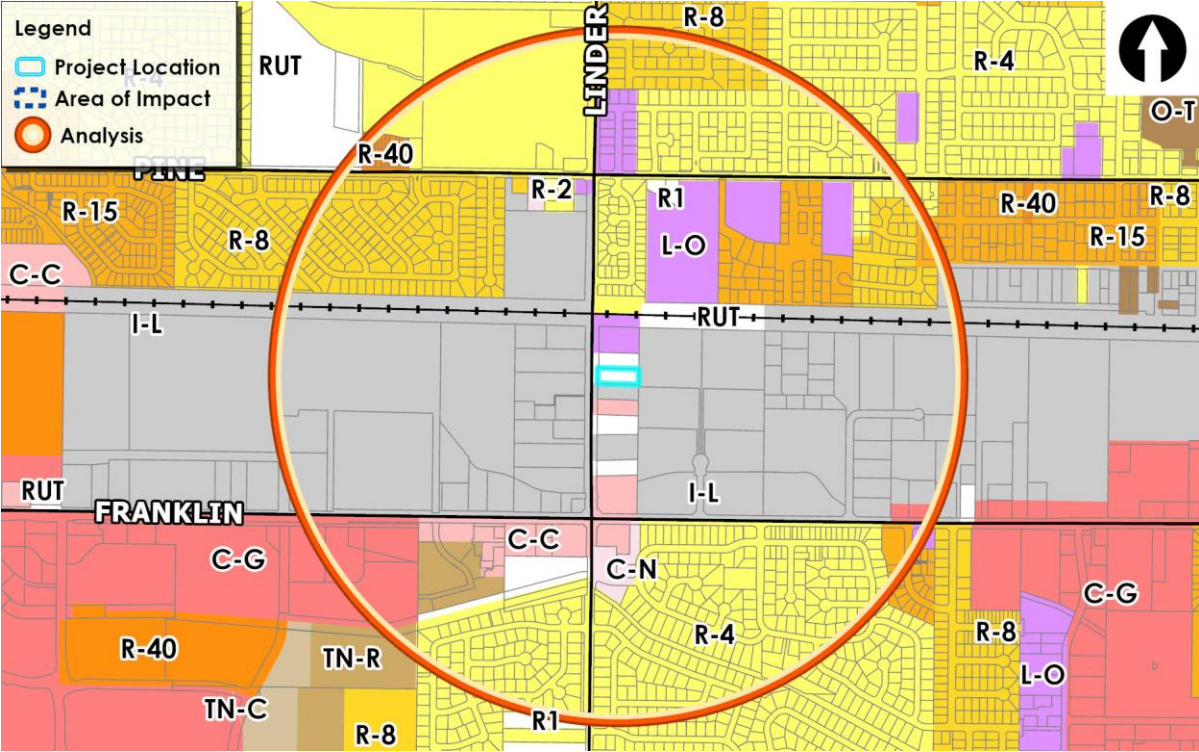 Legend
Project Location
Area of Impact
Analysis
R-4
RUT
LINDER
R-8
R-4
O-T
R-40
PINE
R-15
R-8
R-2
R1
L-O
R-40
R-8
R-15
C-C
I-L
RUT
RUT
FRANKLIN
I-L
C-G
C-C
C-N
R-4
C-G
R-40
TN-R
R-8
L-O
TN-C
R1
R-8